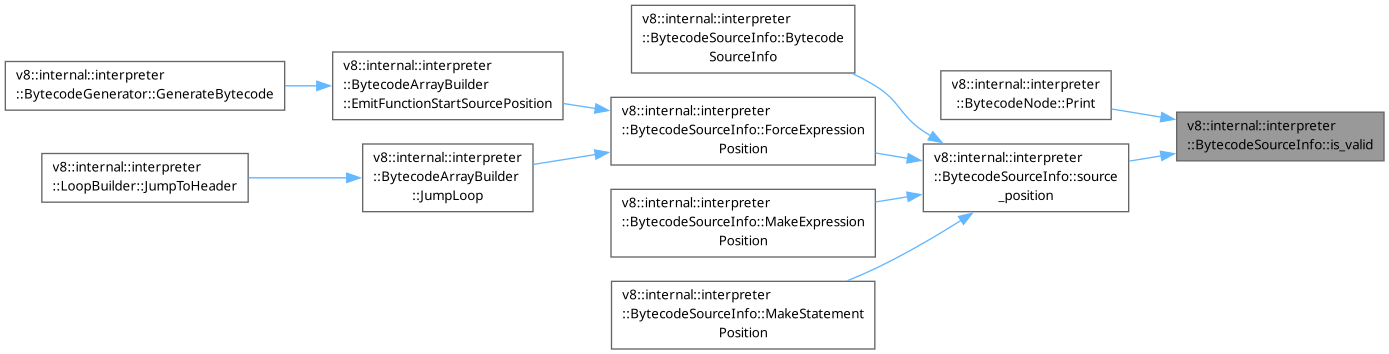 v8::internal::interpreter
::BytecodeSourceInfo::Bytecode
SourceInfo
v8::internal::interpreter
::BytecodeArrayBuilder
::EmitFunctionStartSourcePosition
v8::internal::interpreter
::BytecodeGenerator::GenerateBytecode
v8::internal::interpreter
::BytecodeNode::Print
v8::internal::interpreter
::BytecodeSourceInfo::ForceExpression
Position
v8::internal::interpreter
::BytecodeSourceInfo::is_valid
v8::internal::interpreter
::LoopBuilder::JumpToHeader
v8::internal::interpreter
::BytecodeArrayBuilder
::JumpLoop
v8::internal::interpreter
::BytecodeSourceInfo::source
_position
v8::internal::interpreter
::BytecodeSourceInfo::MakeExpression
Position
v8::internal::interpreter
::BytecodeSourceInfo::MakeStatement
Position